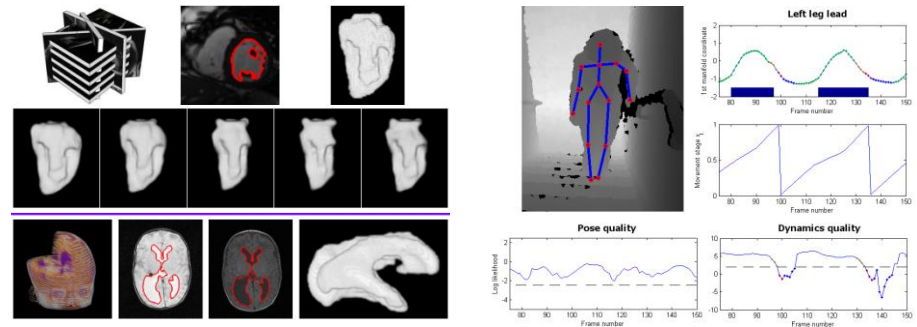 Left leg lead
1st manifold coordinate
2
1
0
-1
-2
80 90 100 110 120 130 140 150
Frame number
Movement stage
1
0.5
0
80 90 100 110 120 130 140 150
Frame number
Pose quality
Log likelihood
0
-2
-4
80 90 100 110 120 130 140 150
Frame number
Dynamics quality
10
5
0
-5
-10
80 90 100 110 120 130 140 150
Frame number